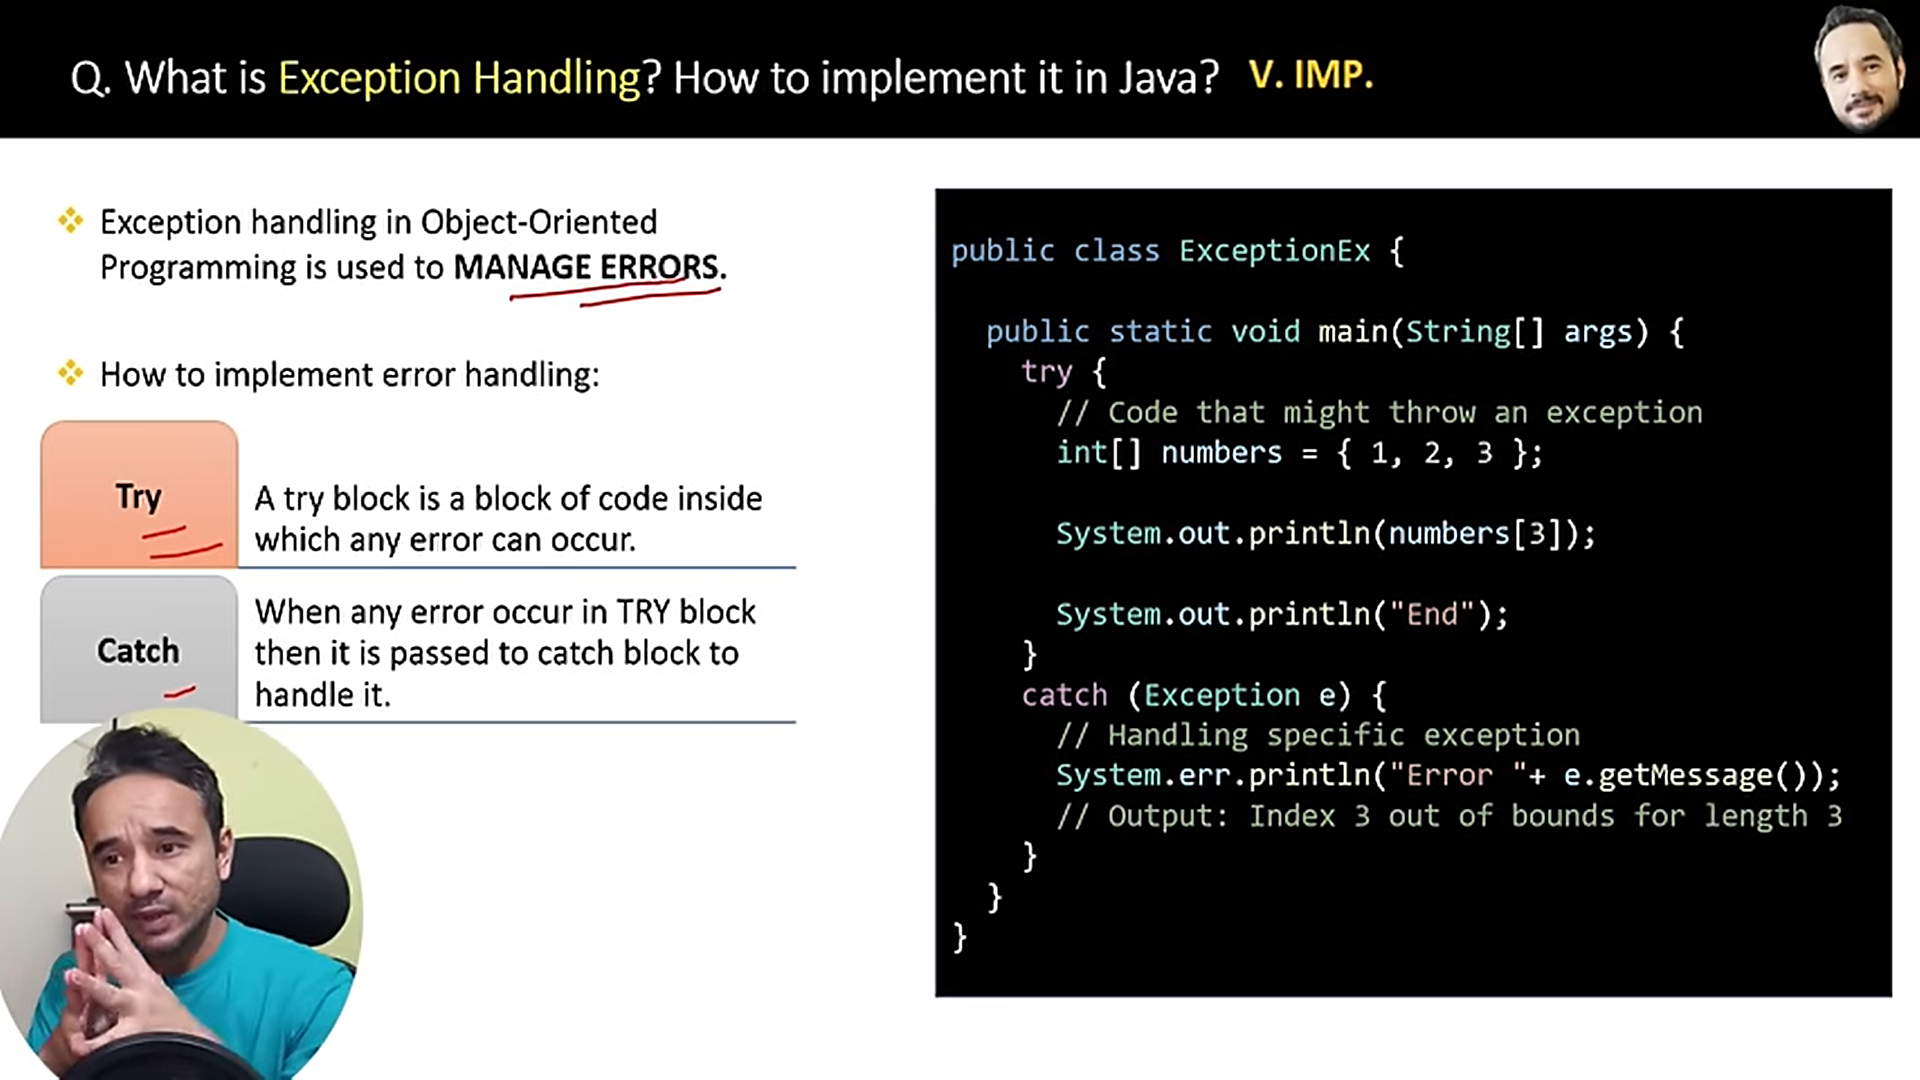 Q. What is Exception Handling? How to implement it in Java? V. IMP.
Exception handling in Object-Oriented
Programming is used to MANAGE ERRORS.
How to implement error handling:
Try
A try block is a block of code inside
which any error can occur.
Catch
When any error occur in TRY block
then it is passed to catch block to
handle it.
public class ExceptionEx {
public static void main(String[] args) {
try {
// Code that might throw an exception
int[] numbers = { 1, 2, 3 };
System.out.println(numbers[3]);
System.out.println("End");
}
catch (Exception e) {
// Handling specific exception
System.err.println("Error "+ e.getMessage());
// Output: Index 3 out of bounds for length 3
}
}
}